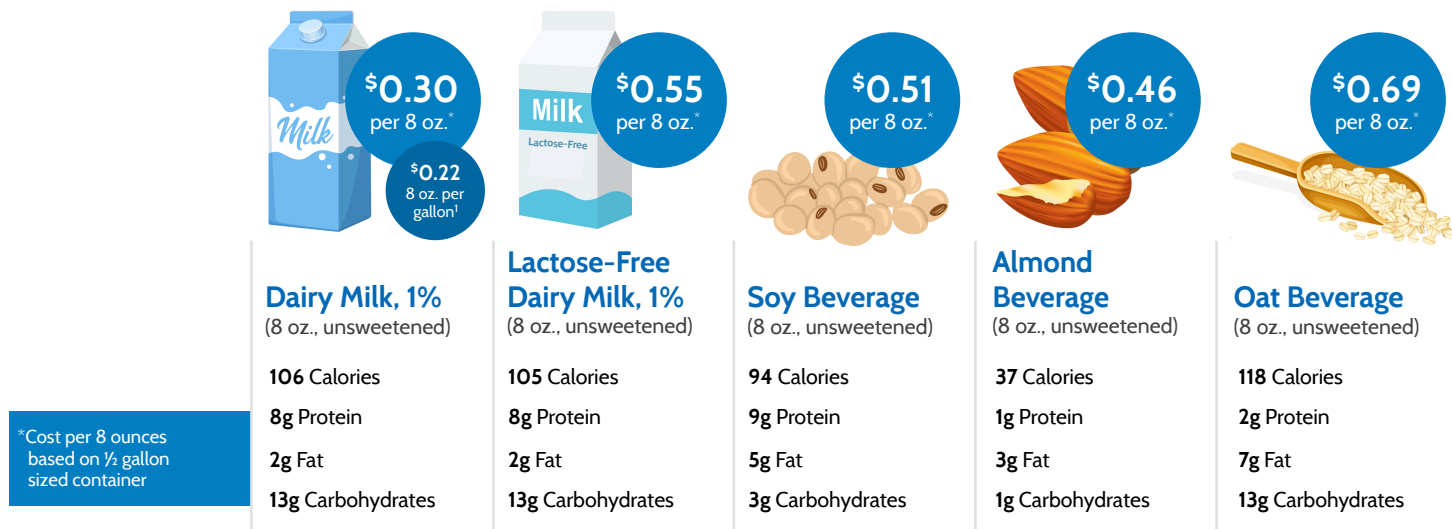 $0.30
per 8 oz.*
$0.22
8 oz. per
gallon¹
Milk
$0.55
per 8 oz.*
Milk
Lactose-Free
$0.51
per 8 oz.*
$0.46
per 8 oz.*
$0.69
per 8 oz.*
Dairy Milk, 1%
(8 oz., unsweetened)
106 Calories
8g Protein
2g Fat
13g Carbohydrates
Lactose-Free
Dairy Milk, 1%
(8 oz., unsweetened)
105 Calories
8g Protein
2g Fat
13g Carbohydrates
Soy Beverage
(8 oz., unsweetened)
94 Calories
9g Protein
5g Fat
3g Carbohydrates
Almond
Beverage
(8 oz., unsweetened)
37 Calories
1g Protein
3g Fat
1g Carbohydrates
Oat Beverage
(8 oz., unsweetened)
118 Calories
2g Protein
7g Fat
13g Carbohydrates
*Cost per 8 ounces
based on ½ gallon
sized container